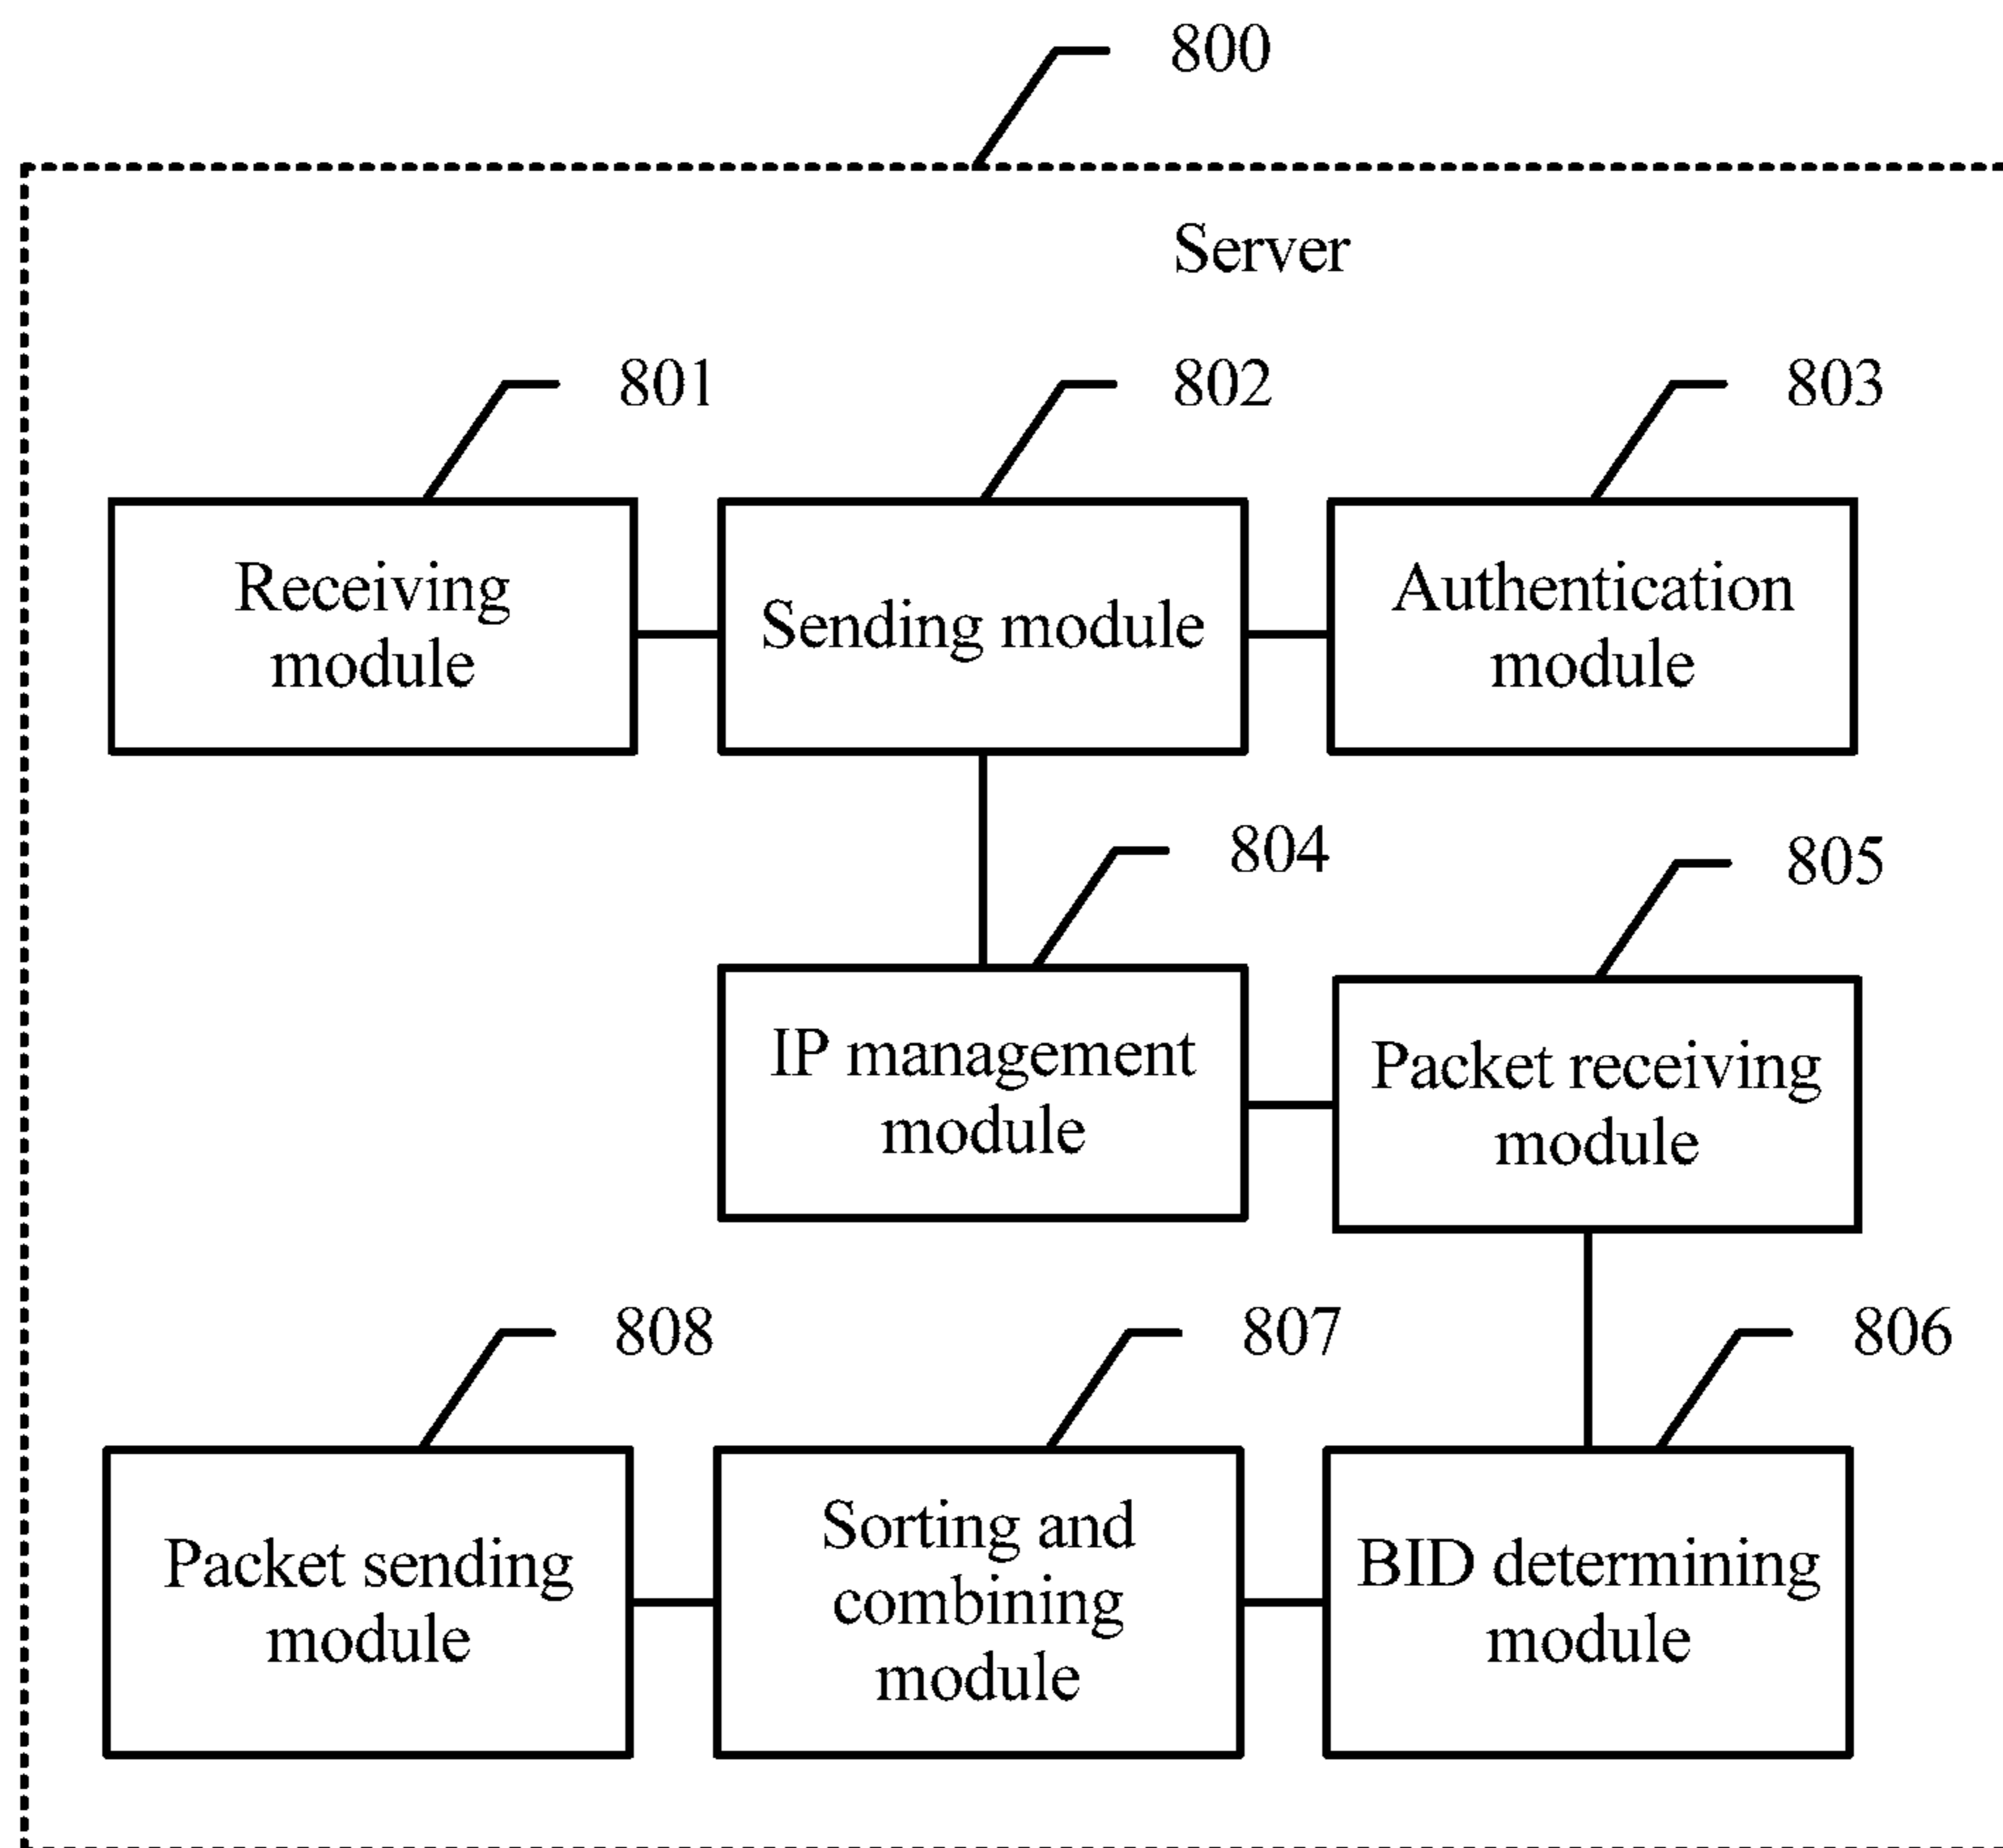 800
Server
801
802
803
Receiving
module
Sending module
Authentication
module
804
805
IP management
module
Packet receiving
module
808
807
806
Packet sending
module
Sorting and
combining
module
BID determining
module